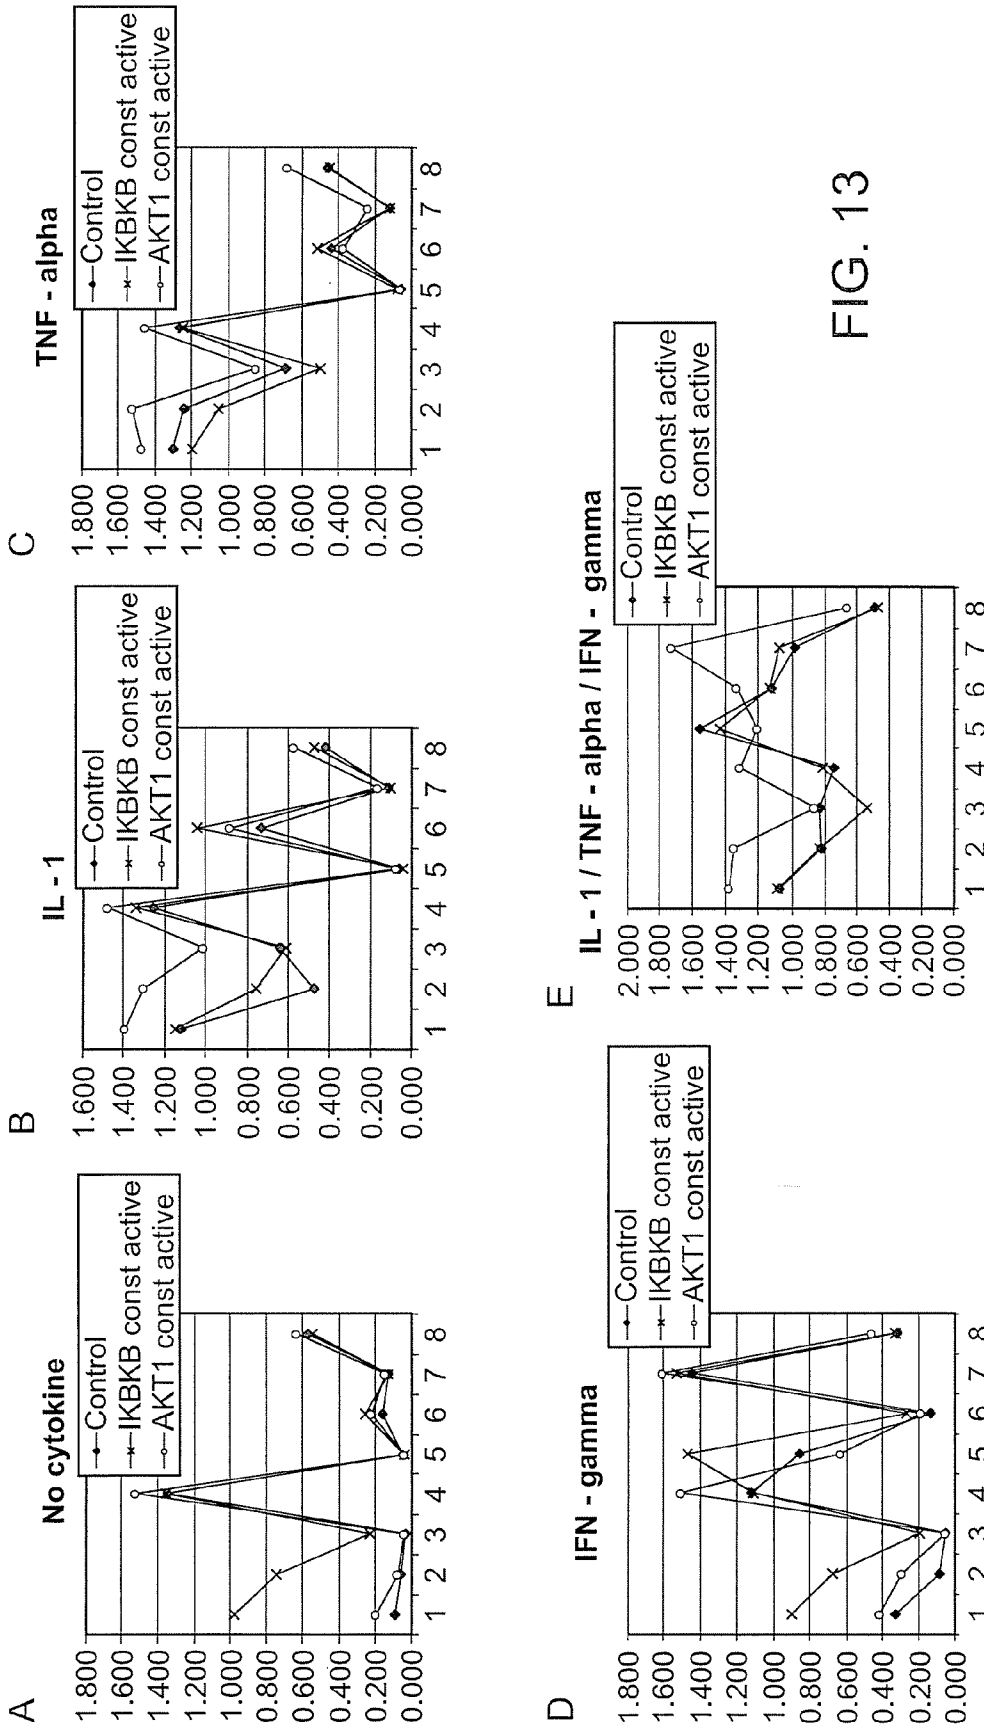 A
No cytokine
Control
IKBKB const active
AKT1 const active
1.800
1.600
1.400
1.200
1.000
0.800
0.600
0.400
0.200
0.000
1 2 3 4 5 6 7 8
B
IL - 1
Control
IKBKB const active
AKT1 const active
1.600
1.400
1.200
1.000
0.800
0.600
0.400
0.200
0.000
1 2 3 4 5 6 7 8
C
TNF - alpha
Control
IKBKB const active
AKT1 const active
1.800
1.600
1.400
1.200
1.000
0.800
0.600
0.400
0.200
0.000
1 2 3 4 5 6 7 8
D
IFN - gamma
Control
IKBKB const active
AKT1 const active
1.800
1.600
1.400
1.200
1.000
0.800
0.600
0.400
0.200
0.000
1 2 3 4 5 6 7 8
E
IL - 1 / TNF - alpha / IFN - gamma
Control
IKBKB const active
AKT1 const active
2.000
1.800
1.600
1.400
1.200
1.000
0.800
0.600
0.400
0.200
0.000
1 2 3 4 5 6 7 8
FIG. 13